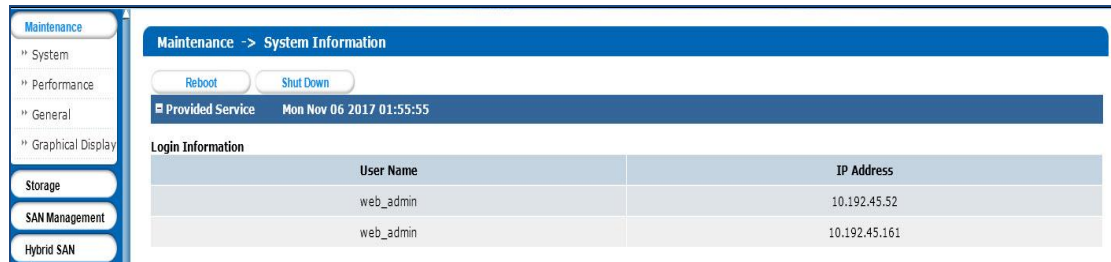 Maintenance
System
Performance
General
Graphical Display
Storage
SAN Management
Hybrid SAN
Maintenance -> System Information
Reboot Shut Down
Provided Service Mon Nov 06 2017 01:55:55
Login Information
User Name IP Address
web_admin 10.192.45.52
web_admin 10.192.45.161